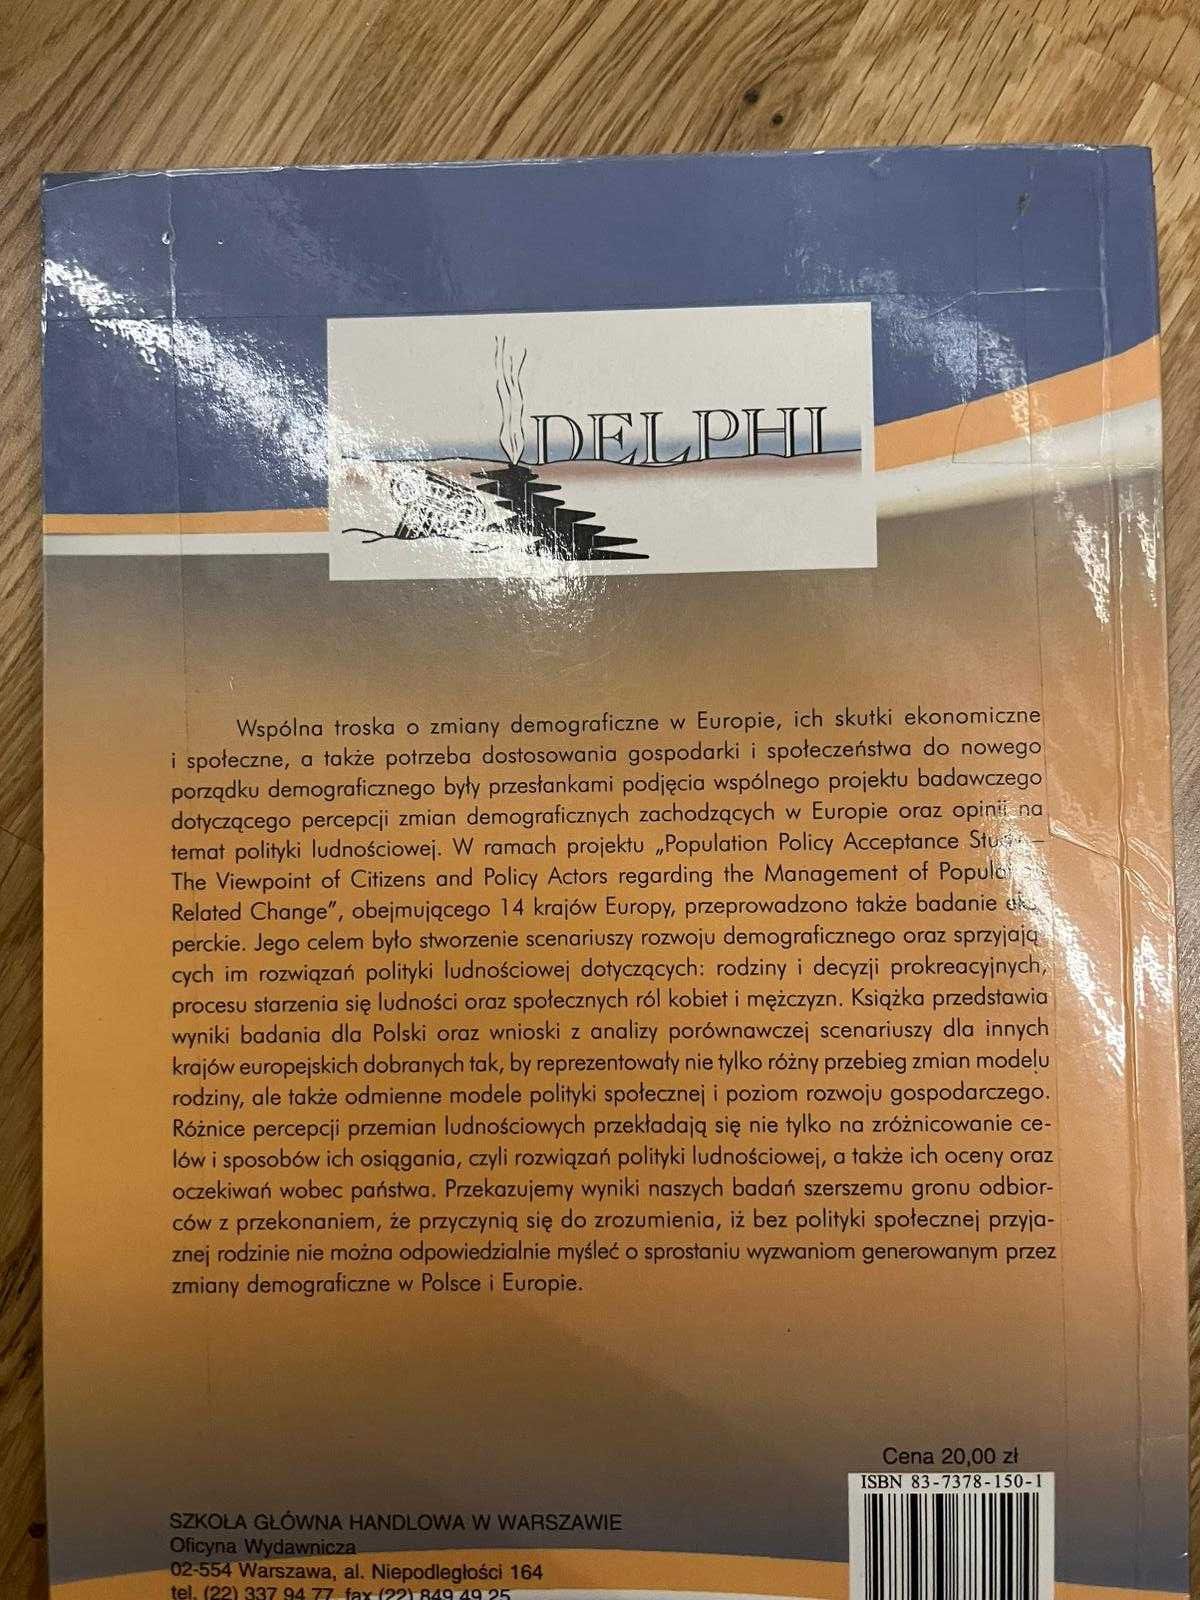 DELPHI
Wspólna troska o zmiany demograficzne w Europie, ich skutki ekonomiczne
i społeczne, a także potrzeba dostosowania gospodarki i społeczeństwa do nowego
porządku demograficznego były przesłankami podjęcia wspólnego projektu badawczego
dotyczącego percepcji zmian demograficznych zachodzących w Europie oraz opinii na
temat polityki ludnościowej. W ramach projektu „Population Policy Acceptance
The Viewpoint of Citizens and Policy Actors regarding the Management of
Related Change”, obejmującego 14 krajów Europy, przeprowadzono także badanie
perckie. Jego celem było stworzenie scenariuszy rozwoju demograficznego oraz sprzyjają-
cych im rozwiązań polityki ludnościowej dotyczących: rodziny i decyzji prokreacyjnych,
procesu starzenia się ludności oraz społecznych ról kobiet i mężczyzn. Książka przedstawia
wyniki badania dla Polski oraz wnioski z analizy porównawczej scenariuszy dla innych
krajów europejskich dobranych tak, by reprezentowały nie tylko różny przebieg zmian modelu
rodziny, ale także odmienne modele polityki społecznej i poziom rozwoju gospodarczego.
Różnice percepcji przemian ludnościowych przekładają się nie tylko na zróżnicowanie ce-
lów i sposobów ich osiągania, czyli rozwiązań polityki ludnościowej, a także ich oceny oraz
oczekiwań wobec państwa. Przekazujemy wyniki naszych badań szerszemu gronu odbior-
ców z przekonaniem, że przyczynią się do zrozumienia, iż bez polityki społecznej przyja-
znej rodzinie nie można odpowiedzialnie myśleć o sprostaniu wyzwaniom generowanym przez
zmiany demograficzne w Polsce i Europie.
Cena 20,00 zł
ISBN 83-7378-150-1
SZKOŁA GŁÓWNA HANDLOWA W WARSZAWIE
Oficyna Wydawnicza
02-554 Warszawa, al. Niepodległości 164
tel. (22) 337 94 77, fax (22) 849 49 25